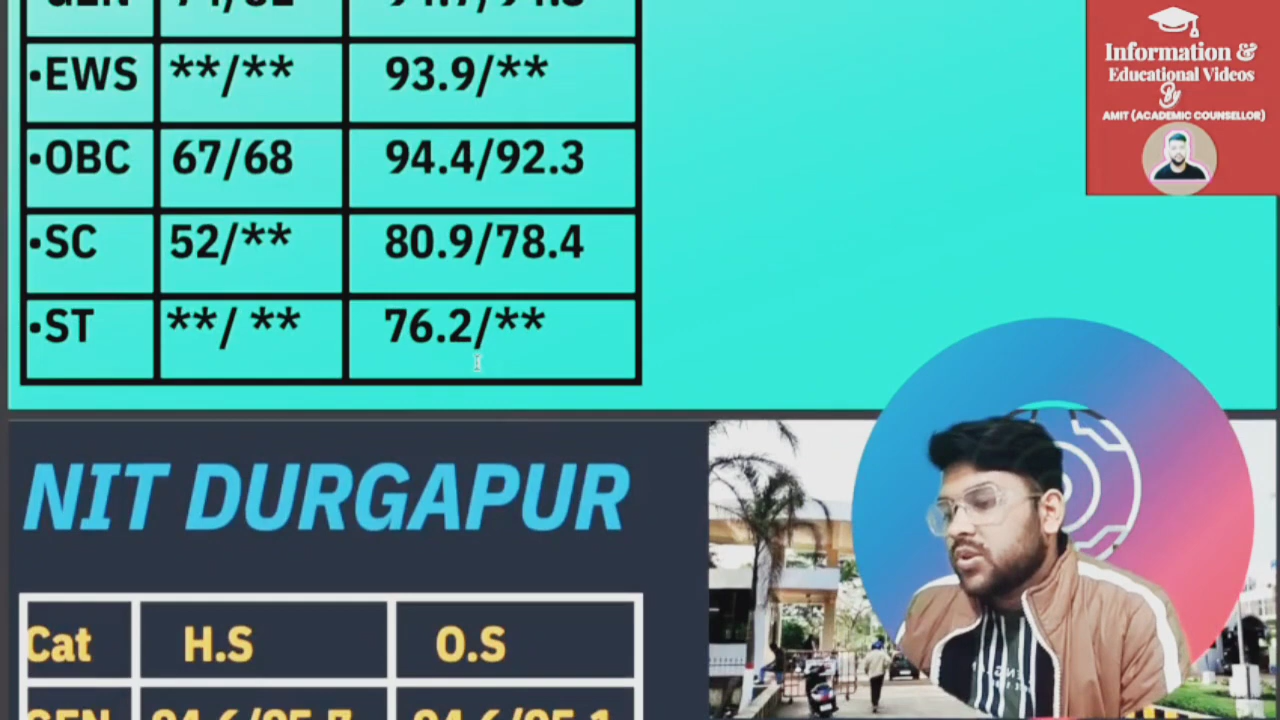 •EWS **/** 93.9/**
•OBC 67/68 94.4/92.3
•SC 52/** 80.9/78.4
•ST **/ ** 76.2/**
Information &
Educational Videos
By
AMIT (ACADEMIC COUNSELLOR)
NIT DURGAPUR
Cat H.S O.S